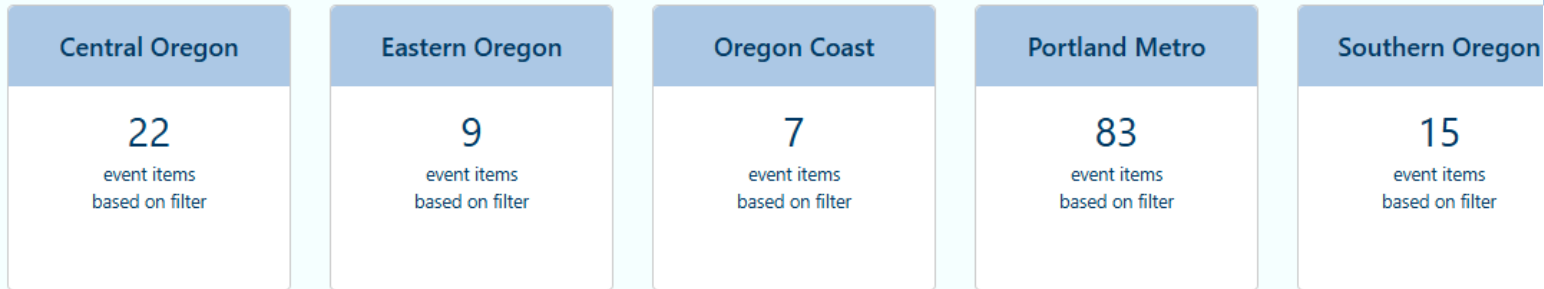 Central Oregon
22
event items
based on filter
Eastern Oregon
9
event items
based on filter
Oregon Coast
7
event items
based on filter
Portland Metro
83
event items
based on filter
Southern Oregon
15
event items
based on filter